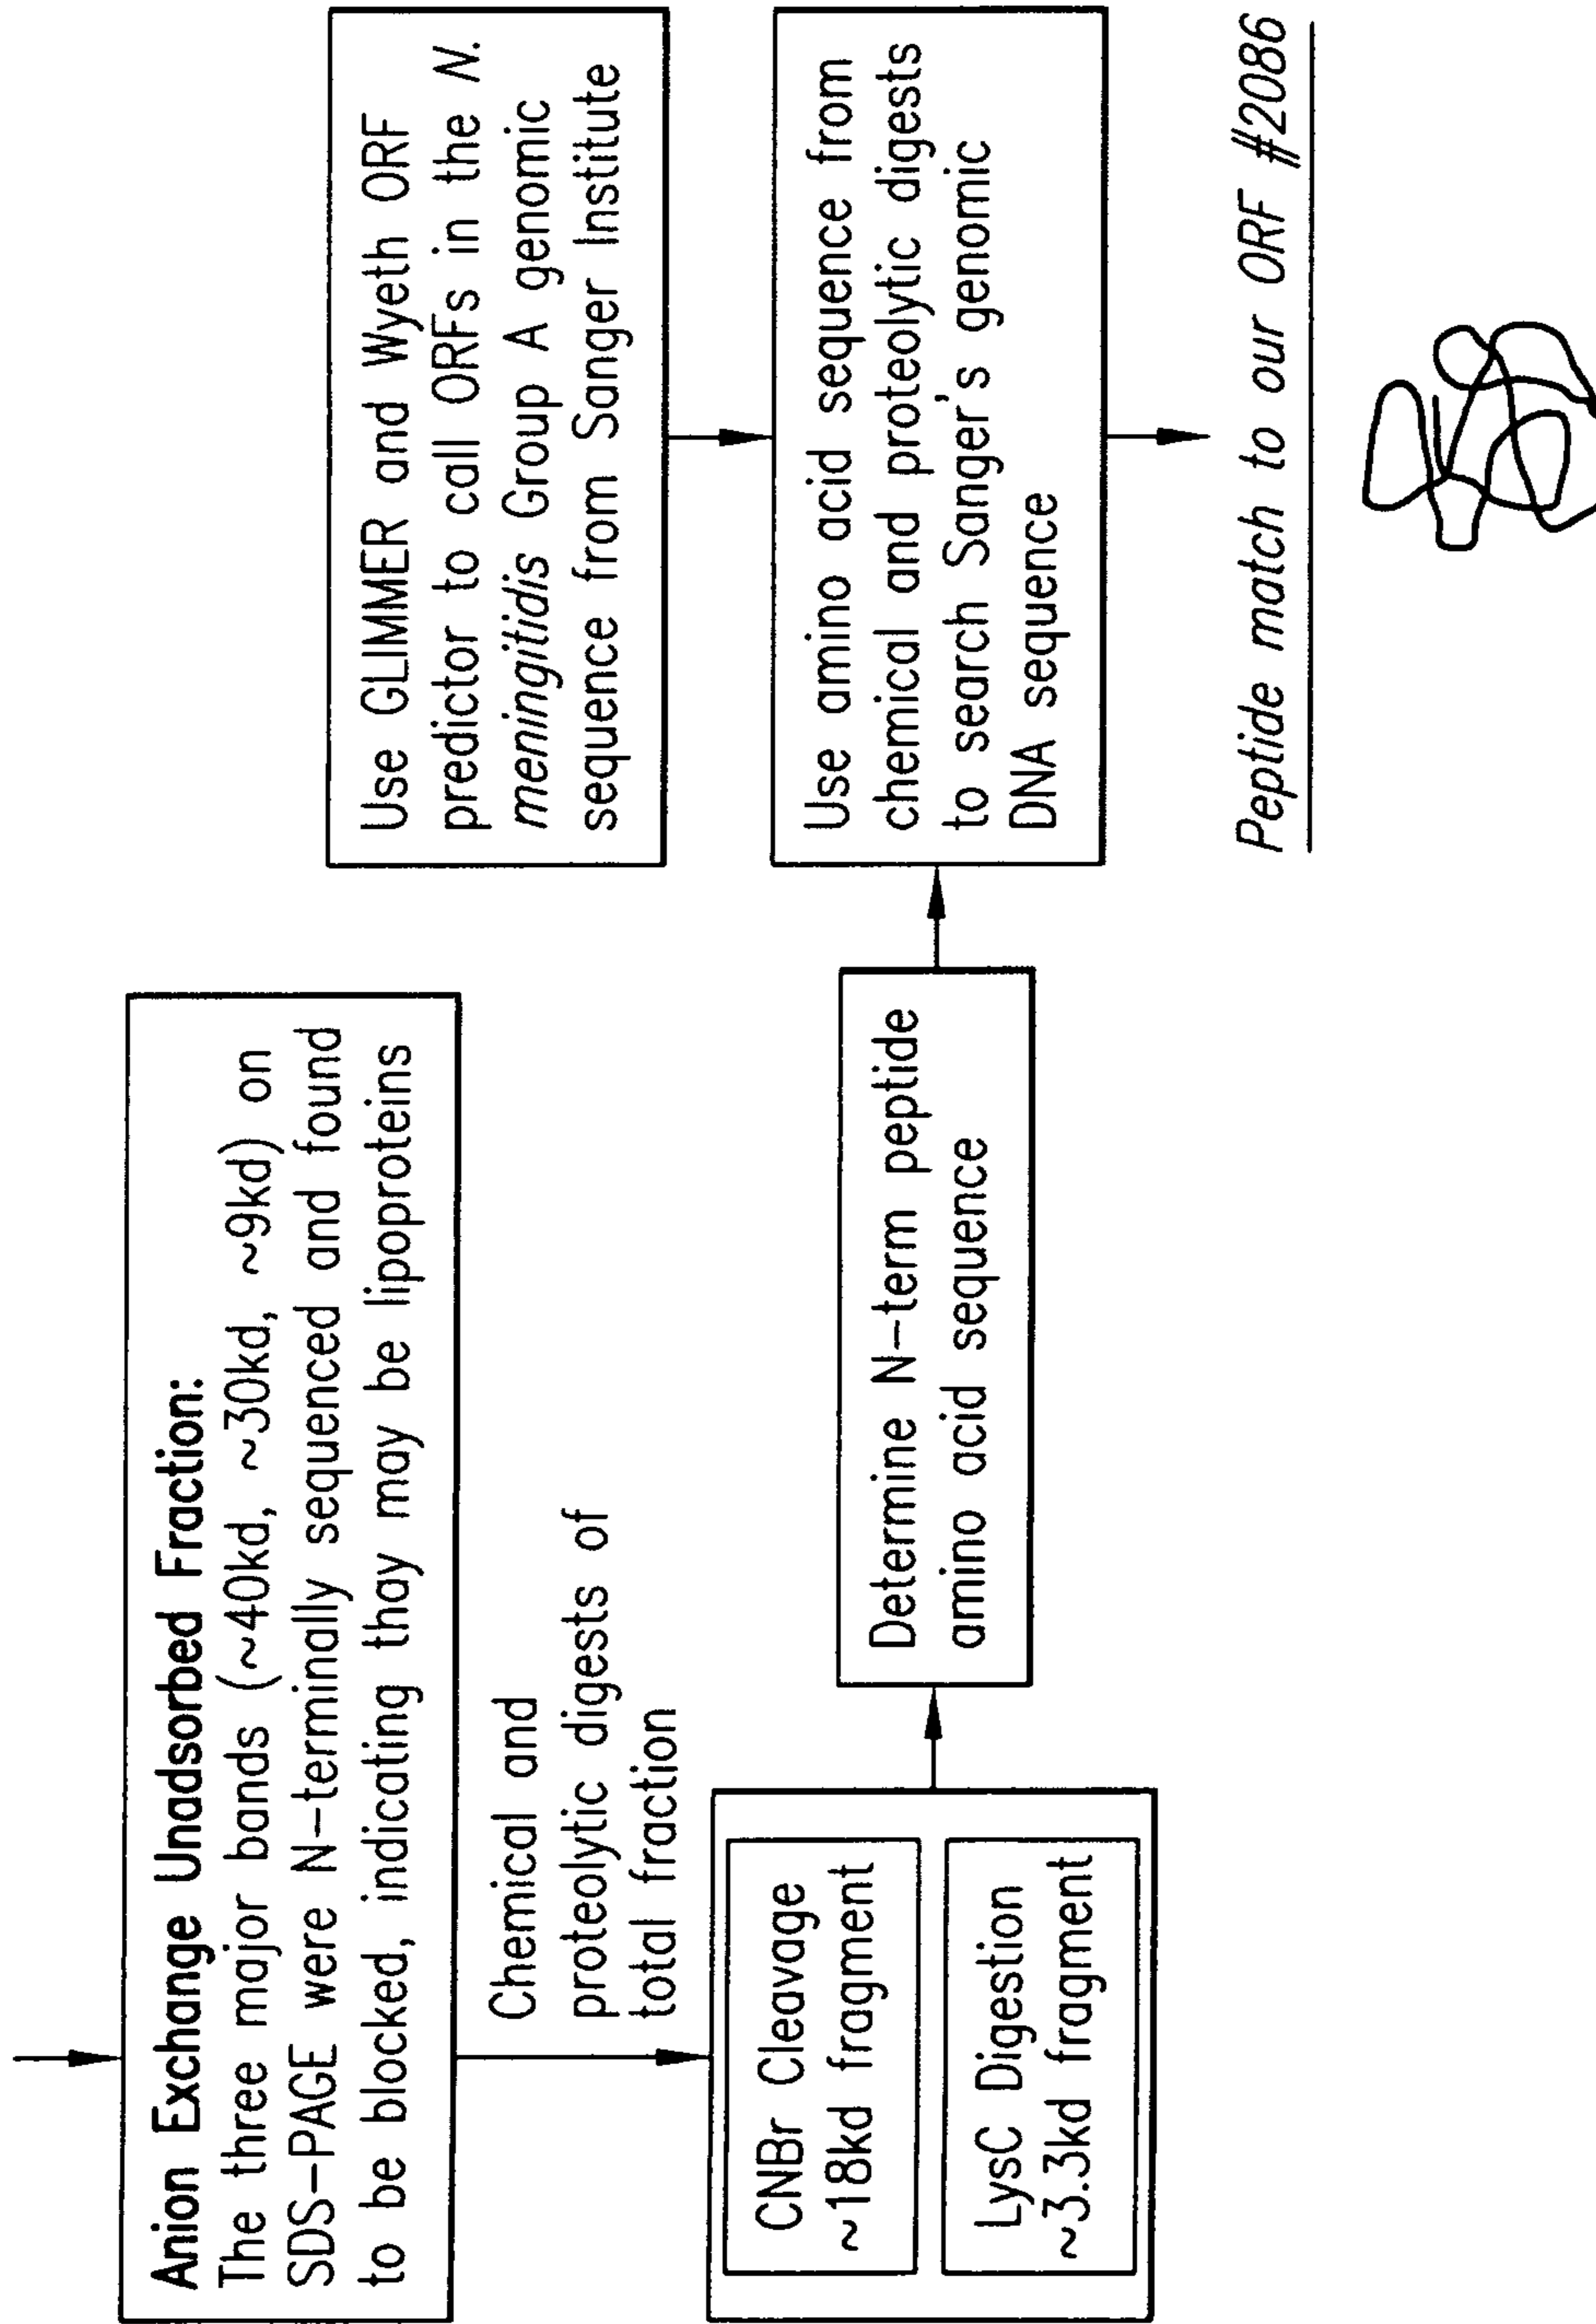 Anion Exchange Unadsorbed Fraction:
The three major bands (~40kd, ~30kd, ~9kd) on
SDS-PAGE were N-terminally sequenced and found
to be blocked, indicating thay may be lipoproteins
Chemical and
proteolytic digests of
total fraction
CNBr Cleavage
~18kd fragment
LysC Digestion
~3.3kd fragment
Determine N-term peptide
amino acid sequence
Use GLIMMER and Wyeth ORF
predictor to call ORFs in the N.
meningitidis Group A genomic
sequence from Sanger Institute
Use amino acid sequence from
chemical and proteolytic digests
to search Sanger's genomic
DNA sequence
Peptide match to our ORF #2086